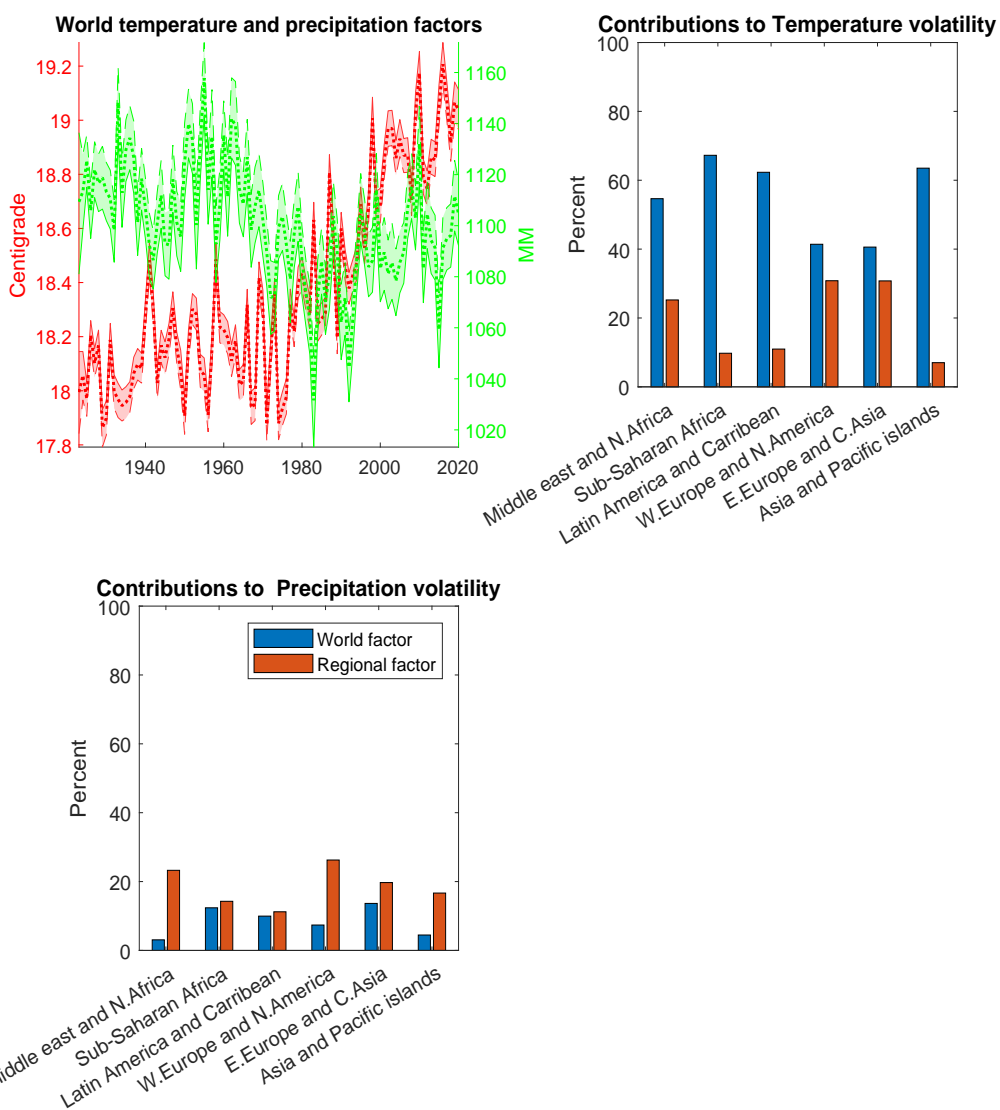 World temperature and precipitation factors
Centigrade
19.2
19
18.8
18.6
18.4
18.2
18
17.8
1160
1140
1120
1100
1080
1060
1040
1020
MM
1940
1960
1980
2000
2020
Contributions to Temperature volatility
Percent
100
80
60
40
20
0
Middle east and N.Africa
Sub-Saharan Africa
Latin America and Carribean
W.Europe and N.America
E.Europe and C.Asia
Asia and Pacific islands
Contributions to Precipitation volatility
Percent
100
80
60
40
20
0
World factor
Regional factor
iddle east and N.Africa
Sub-Saharan Africa
Latin America and Carribean
W.Europe and N.America
E.Europe and C.Asia
Asia and Pacific islands